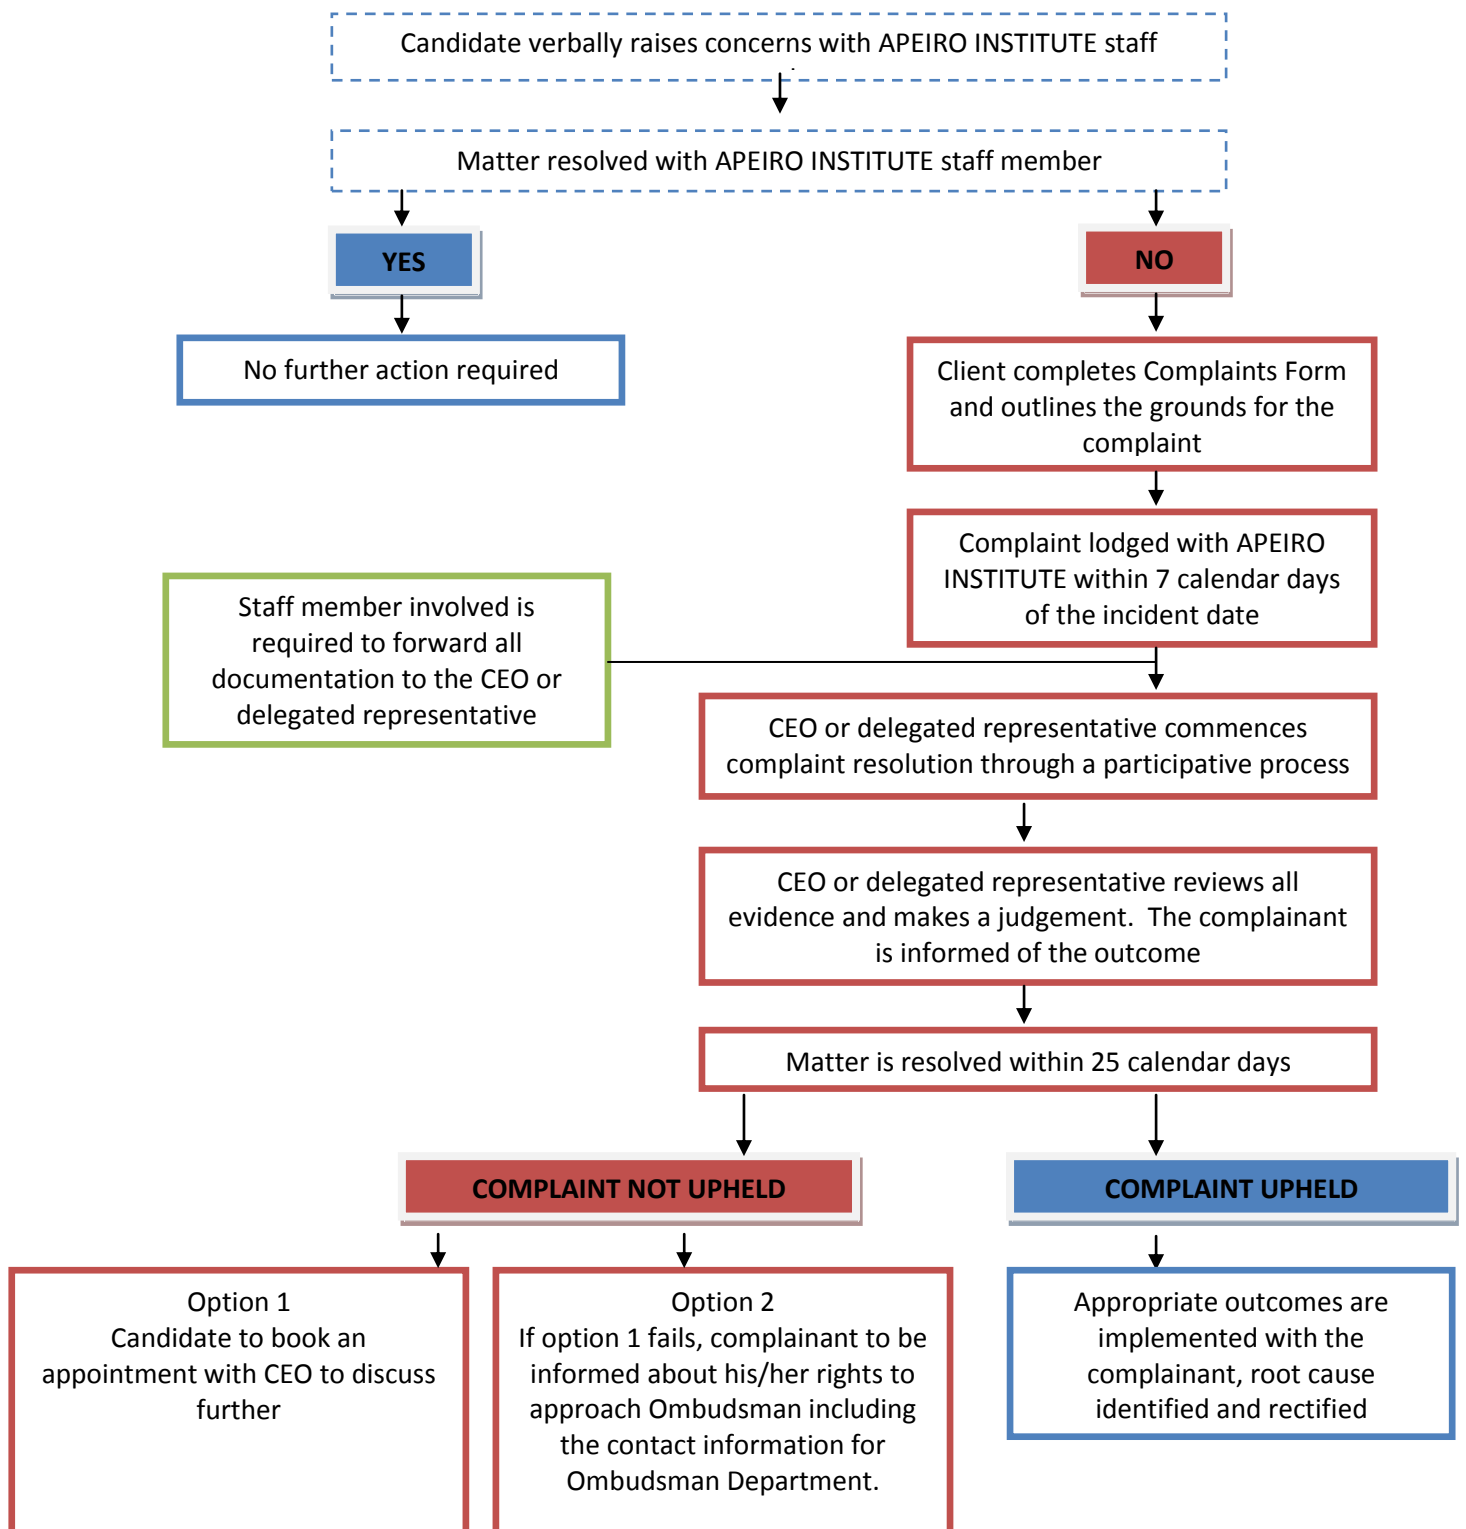 Candidate verbally raises concerns with APEIRO INSTITUTE staff
.
Matter resolved with APEIRO INSTITUTE staff member
YES
NO
No further action required
Client completes Complaints Form
and outlines the grounds for the
complaint
Complaint lodged with APEIRO
INSTITUTE within 7 calendar days
of the incident date
Staff member involved is
required to forward all
documentation to the CEO or
delegated representative
CEO or delegated representative commences
complaint resolution through a participative process
CEO or delegated representative reviews all
evidence and makes a judgement.  The complainant
is informed of the outcome
Matter is resolved within 25 calendar days
COMPLAINT NOT UPHELD
COMPLAINT UPHELD
Option 1
Candidate to book an
appointment with CEO to discuss
further
Option 2
If option 1 fails, complainant to be
informed about his/her rights to
approach Ombudsman including
the contact information for
Ombudsman Department.
Appropriate outcomes are
implemented with the
complainant, root cause
identified and rectified